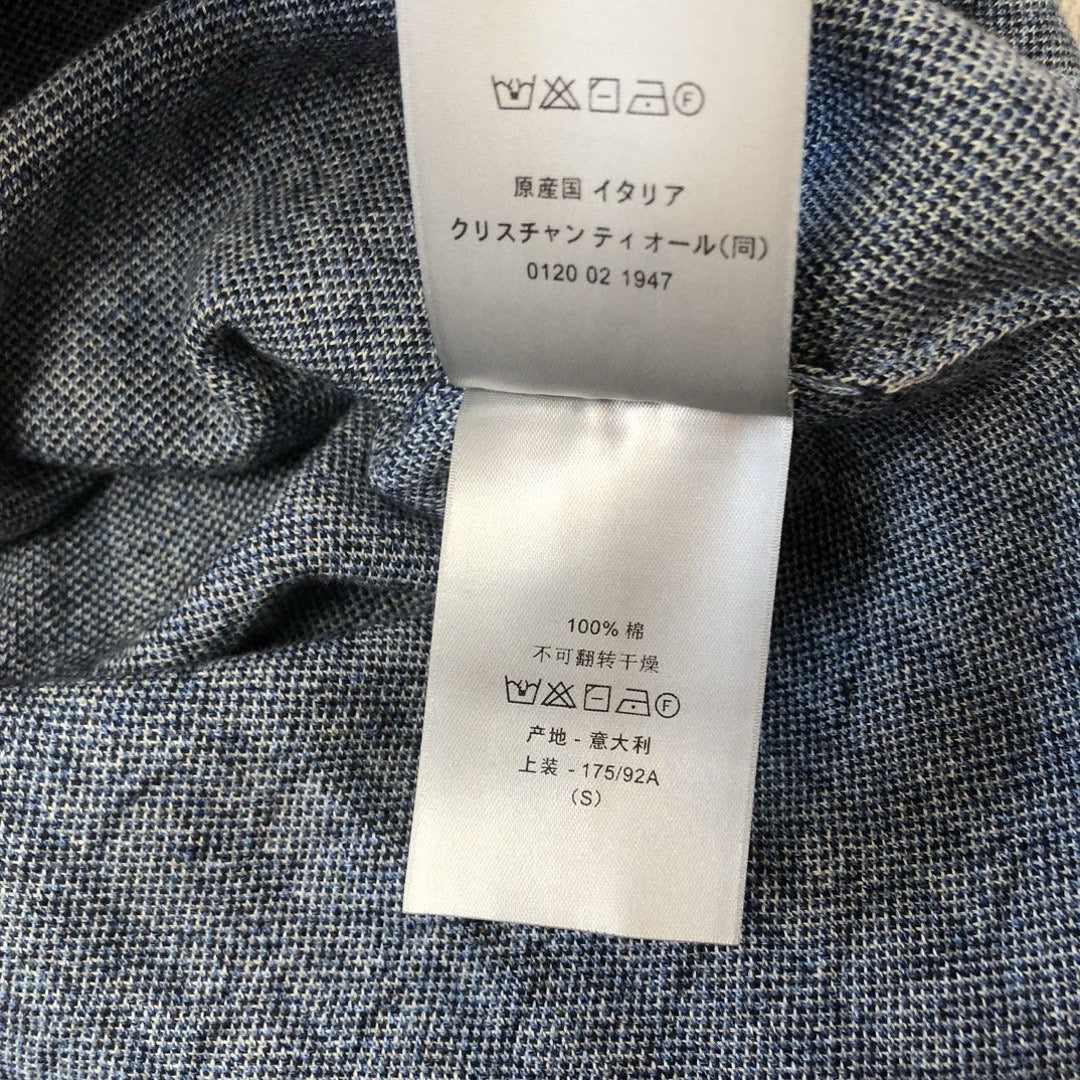 F
原産国 イタリア
クリスチャン ティ オール(同)
0120 02 1947
100% 棉
不可翻转干燥
F
产地 - 意大利
上装 - 175/92A
(S)